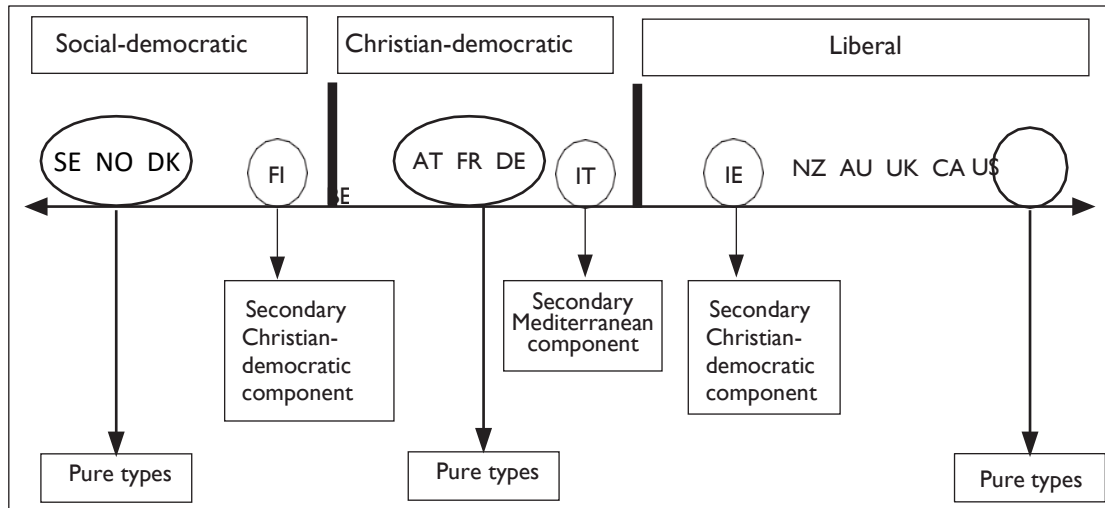 Social-democratic
Christian-democratic
Liberal
SE NO DK
FI
BE
AT FR DE
IT
IE
NZ AU UK CA US
Secondary
Christian-
democratic
component
Secondary
Mediterranean
component
Secondary
Christian-
democratic
component
Pure types
Pure types
Pure types